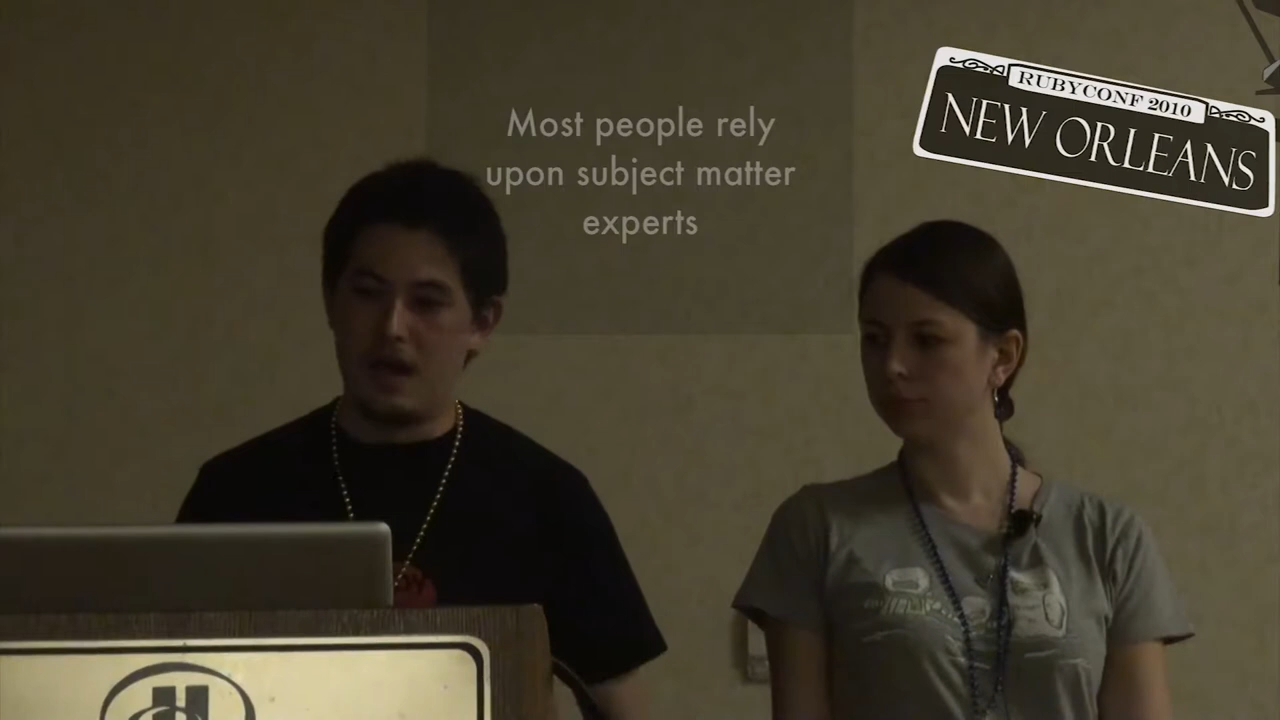 Most people rely
upon subject matter
experts
RUBYCONF 2010
NEW ORLEANS